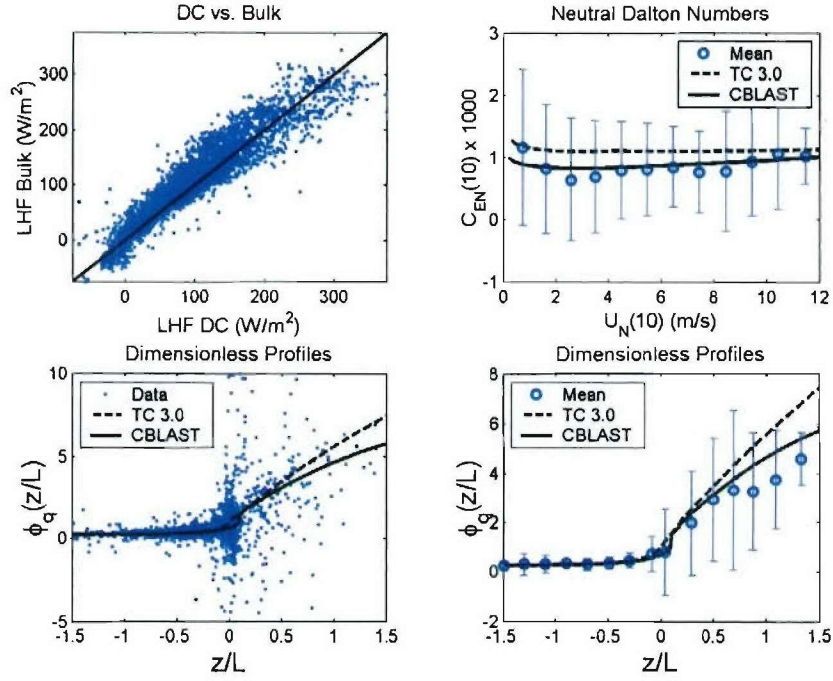 DC vs. Bulk
LHF Bulk (W/m²)
300
200
100
0
0
100
200
300
LHF DC (W/m²)
Neutral Dalton Numbers
Mean
TC 3.0
CBLAST
C_EN(10) x 1000
3
2
1
0
-1
0
2
4
6
8
10
12
U_N(10) (m/s)
Dimensionless Profiles
Data
TC 3.0
CBLAST
ϕ_q(z/L)
10
5
0
-5
-1.5
-1
-0.5
0
0.5
1
1.5
z/L
Dimensionless Profiles
Mean
TC 3.0
CBLAST
ϕ_q(z/L)
8
6
4
2
0
-2
-1.5
-1
-0.5
0
0.5
1
1.5
z/L